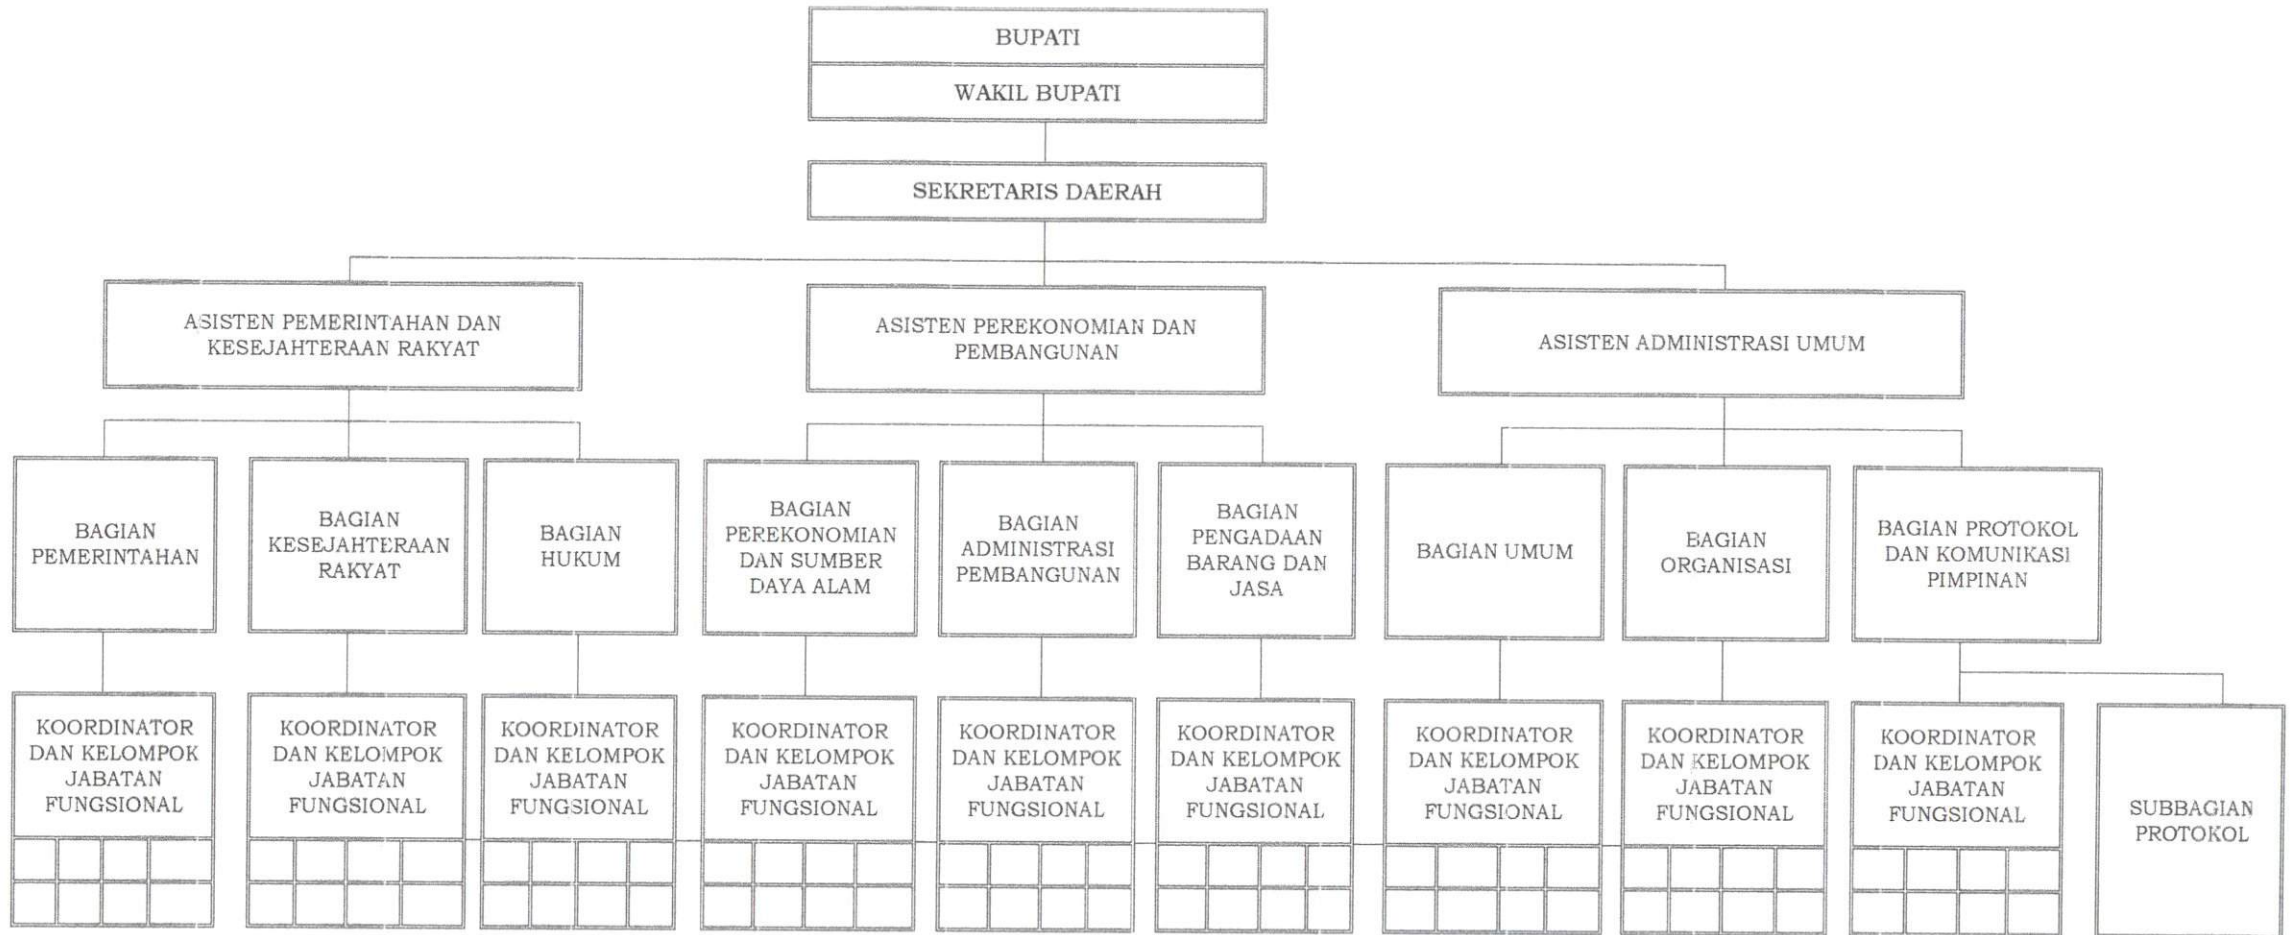 BUPATI
WAKIL BUPATI
SEKRETARIS DAERAH
ASISTEN PEMERINTAHAN DAN
KESEJAHTERAAN RAKYAT
ASISTEN PEREKONOMIAN DAN
PEMBANGUNAN
ASISTEN ADMINISTRASI UMUM
BAGIAN
PEMERINTAHAN
BAGIAN
KESEJAHTERAAN
RAKYAT
BAGIAN
HUKUM
BAGIAN
PEREKONOMIAN
DAN SUMBER
DAYA ALAM
BAGIAN
ADMINISTRASI
PEMBANGUNAN
BAGIAN
PENGADAAN
BARANG DAN
JASA
BAGIAN UMUM
BAGIAN
ORGANISASI
BAGIAN PROTOKOL
DAN KOMUNIKASI
PIMPINAN
KOORDINATOR
DAN KELOMPOK
JABATAN
FUNGSIONAL
KOORDINATOR
DAN KELOMPOK
JABATAN
FUNGSIONAL
KOORDINATOR
DAN KELOMPOK
JABATAN
FUNGSIONAL
KOORDINATOR
DAN KELOMPOK
JABATAN
FUNGSIONAL
KOORDINATOR
DAN KELOMPOK
JABATAN
FUNGSIONAL
KOORDINATOR
DAN KELOMPOK
JABATAN
FUNGSIONAL
KOORDINATOR
DAN KELOMPOK
JABATAN
FUNGSIONAL
KOORDINATOR
DAN KELOMPOK
JABATAN
FUNGSIONAL
KOORDINATOR
DAN KELOMPOK
JABATAN
FUNGSIONAL
SUBBAGIAN
PROTOKOL